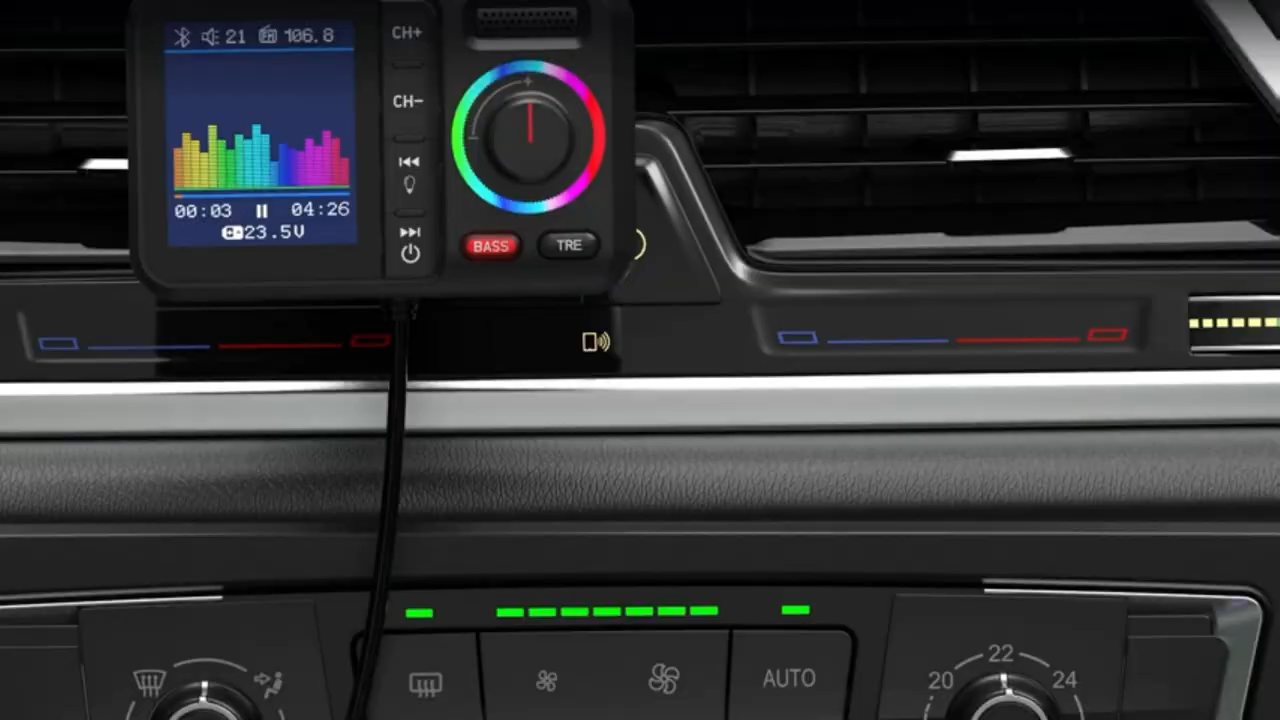 21 106.8
CH+
CH-
00:03 04:26
23.5V
BASS TRE
AUTO
20 22 24